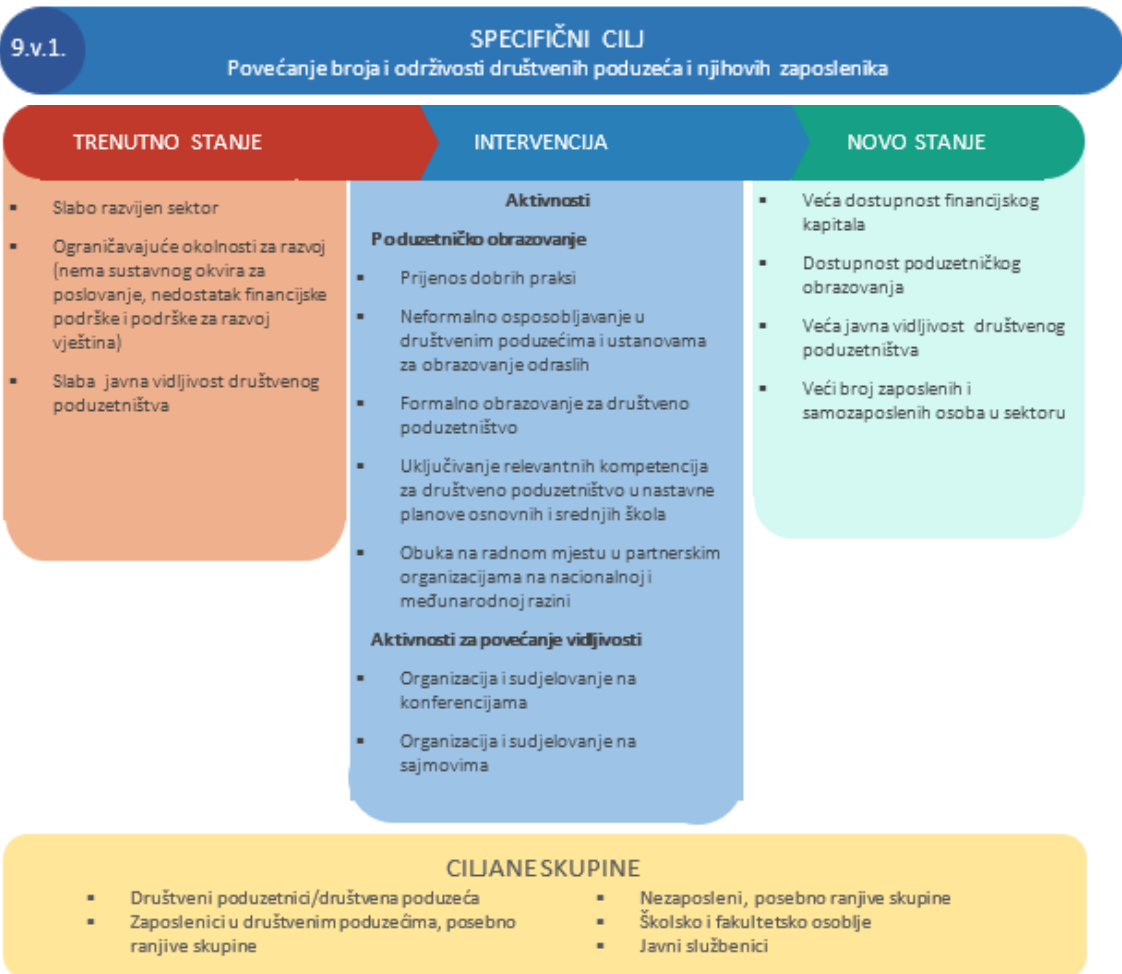 9.v.1.
SPECIFIČNI CILJ
Povećanje broja i održivosti društvenih poduzeća i njihovih zaposlenika
TRENUTNO STANJE
▪ Slabo razvijen sektor
▪ Ograničavajuće okolnosti za razvoj
(nema sustavnog okvira za
poslovanje, nedostatak financijske
podrške i podrške za razvoj
vještina)
▪ Slaba javna vidljivost društvenog
poduzetništva
INTERVENCIJA
Aktivnosti
Poduzetničko obrazovanje
▪ Prijenos dobrih praksi
▪ Neformalno osposobljavanje u
društvenim poduzećima i ustanovama
za obrazovanje odraslih
▪ Formalno obrazovanje za društveno
poduzetništvo
▪ Uključivanje relevantnih kompetencija
za društveno poduzetništvo u nastavne
planove osnovnih i srednjih škola
▪ Obuka na radnom mjestu u partnerskim
organizacijama na nacionalnoj i
međunarodnoj razini
Aktivnosti za povećanje vidljivosti
▪ Organizacija i sudjelovanje na
konferencijama
▪ Organizacija i sudjelovanje na
sajmovima
NOVO STANJE
▪ Veća dostupnost financijskog
kapitala
▪ Dostupnost poduzetničkog
obrazovanja
▪ Veća javna vidljivost društvenog
poduzetništva
▪ Veći broj zaposlenih i
samozaposlenih osoba u sektoru
CILJANE SKUPINE
▪ Društveni poduzetnici/društvena poduzeća
▪ Zaposlenici u društvenim poduzećima, posebno
ranjive skupine
▪ Nezaposleni, posebno ranjive skupine
▪ Školsko i fakultetsko osoblje
▪ Javni službenici